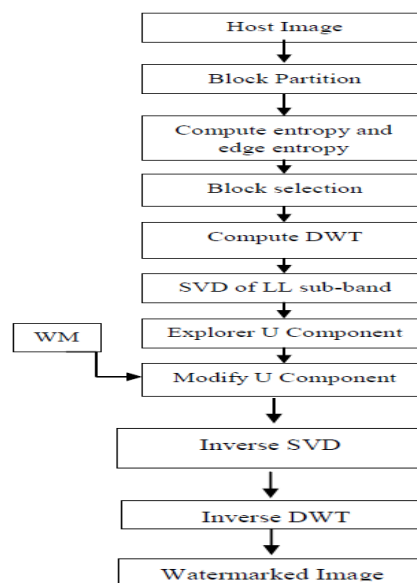 Host Image
Block Partition
Compute entropy and
edge entropy
Block selection
Compute DWT
SVD of LL sub-band
Explorer U Component
WM
Modify U Component
Inverse SVD
Inverse DWT
Watermarked Image